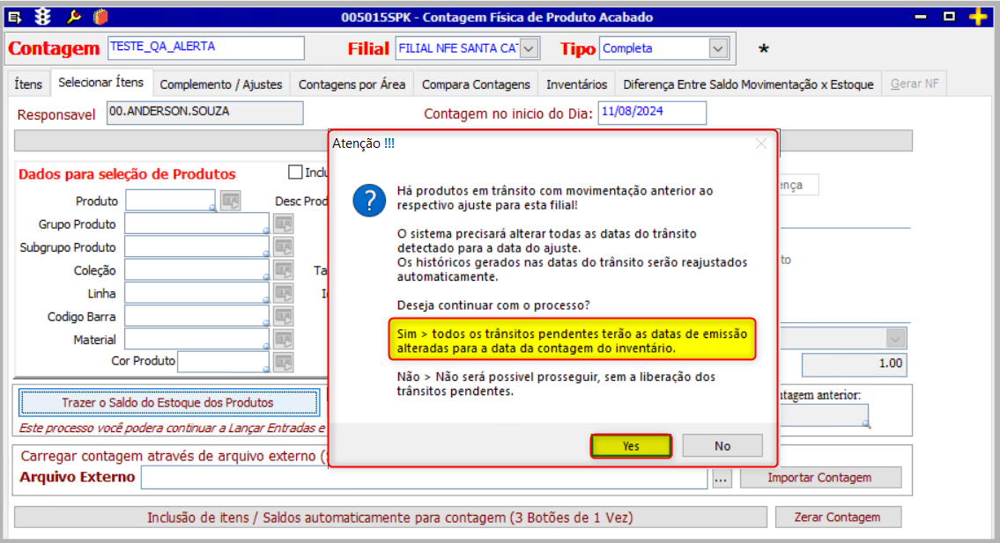 005015SPK - Contagem Física de Produto Acabado
Contagem TESTE_QA_ALERTA Filial FILIAL NFE SANTA CAT Tipo Completa *
Ítens Selecionar Ítens Complemento / Ajustes Contagens por Área Compara Contagens Inventários Diferença Entre Saldo Movimentação x Estoque Gerar NF
Responsavel 00.ANDERSON.SOUZA Contagem no inicio do Dia: 11/08/2024
Atenção !!!
Dados para seleção de Produtos Inclu
Produto Desc Prod
Grupo Produto
Subgrupo Produto
Coleção Ta
Linha
Codigo Barra
Material
Cor Produto
ença
to
1.00
Há produtos em trânsito com movimentação anterior ao
respectivo ajuste para esta filial!
O sistema precisará alterar todas as datas do trânsito
detectado para a data do ajuste.
Os históricos gerados nas datas do trânsito serão reajustados
automaticamente.
Deseja continuar com o processo?
Sim > todos os trânsitos pendentes terão as datas de emissão
alteradas para a data da contagem do inventário.
Não > Não será possivel prosseguir, sem a liberação dos
trânsitos pendentes.
Yes No
Trazer o Saldo do Estoque dos Produtos
ntagem anterior:
Este processo você podera continuar a Lançar Entradas e
Carregar contagem através de arquivo externo (
Arquivo Externo ... Importar Contagem
Inclusão de itens / Saldos automaticamente para contagem (3 Botões de 1 Vez) Zerar Contagem